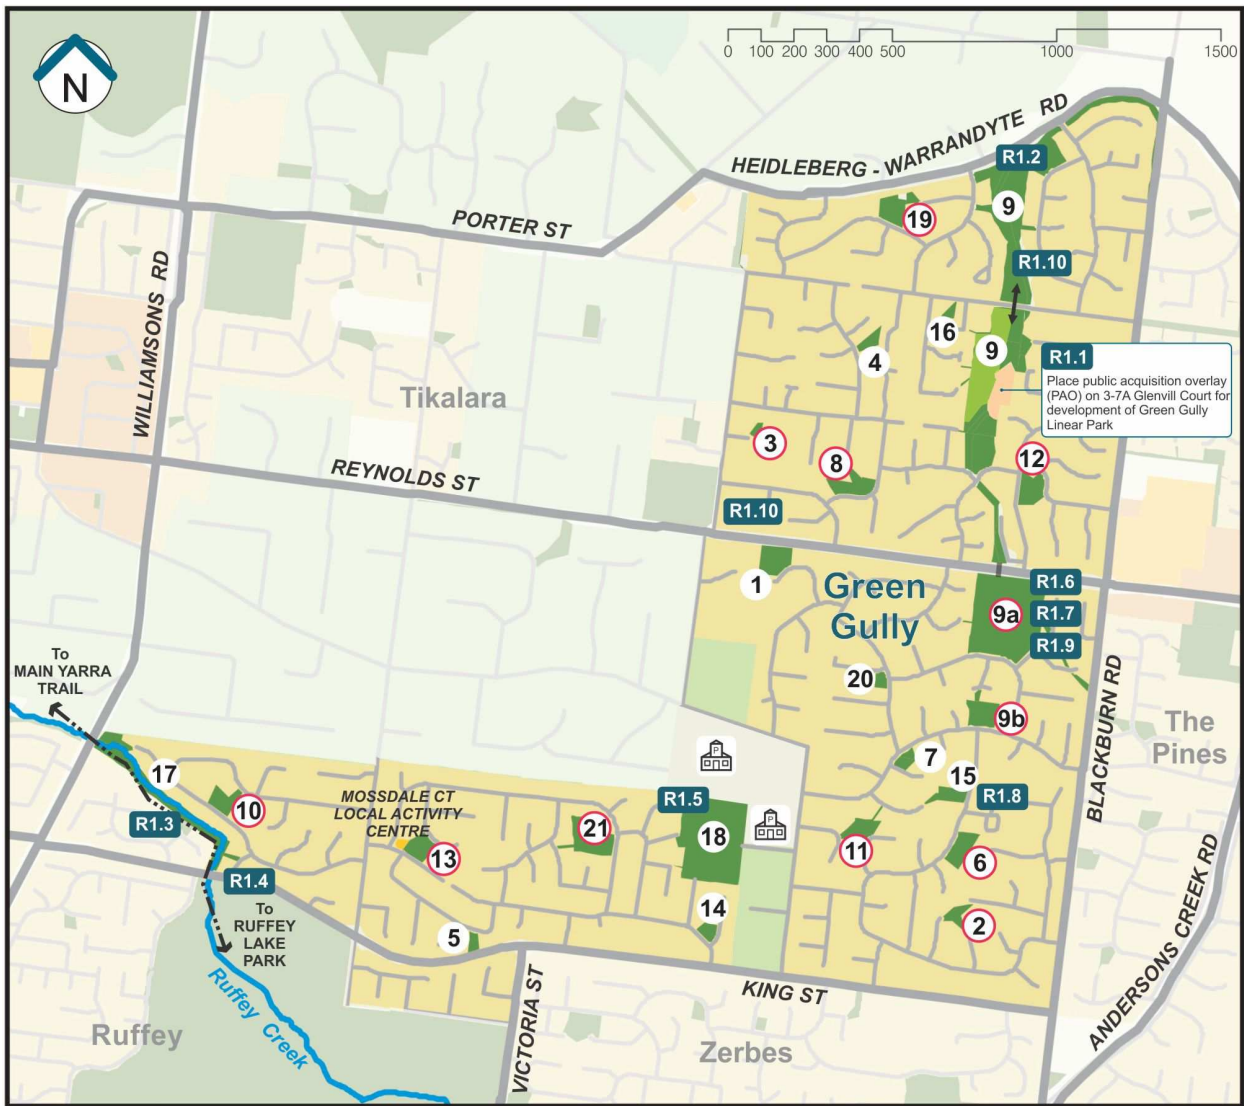 N
0 100 200 300 400 500 1000 1500
HEIDLEBERG - WARRANDYTE RD
R1.2
19
9
PORTER ST
R1.10
WILLIAMSONS RD
16
4
9
R1.1
Place public acquisition overlay
(PAO) on 3-7A Glenvill Court for
development of Green Gully
Linear Park
Tikalara
3
8
12
REYNOLDS ST
R1.10
1
Green
Gully
R1.6
9a
R1.7
R1.9
To
MAIN YARRA
TRAIL
20
9b
BLACKBURN RD
The
Pines
P
7
15
17
10
MOSSDALE CT
LOCAL ACTIVITY
CENTRE
R1.5
R1.8
R1.3
21
18
P
13
11
6
R1.4
To
RUFFEY
LAKE
PARK
14
5
2
ANDERSONS CREEK RD
Ruffey Creek
VICTORIA ST
KING ST
Ruffey
Zerbes